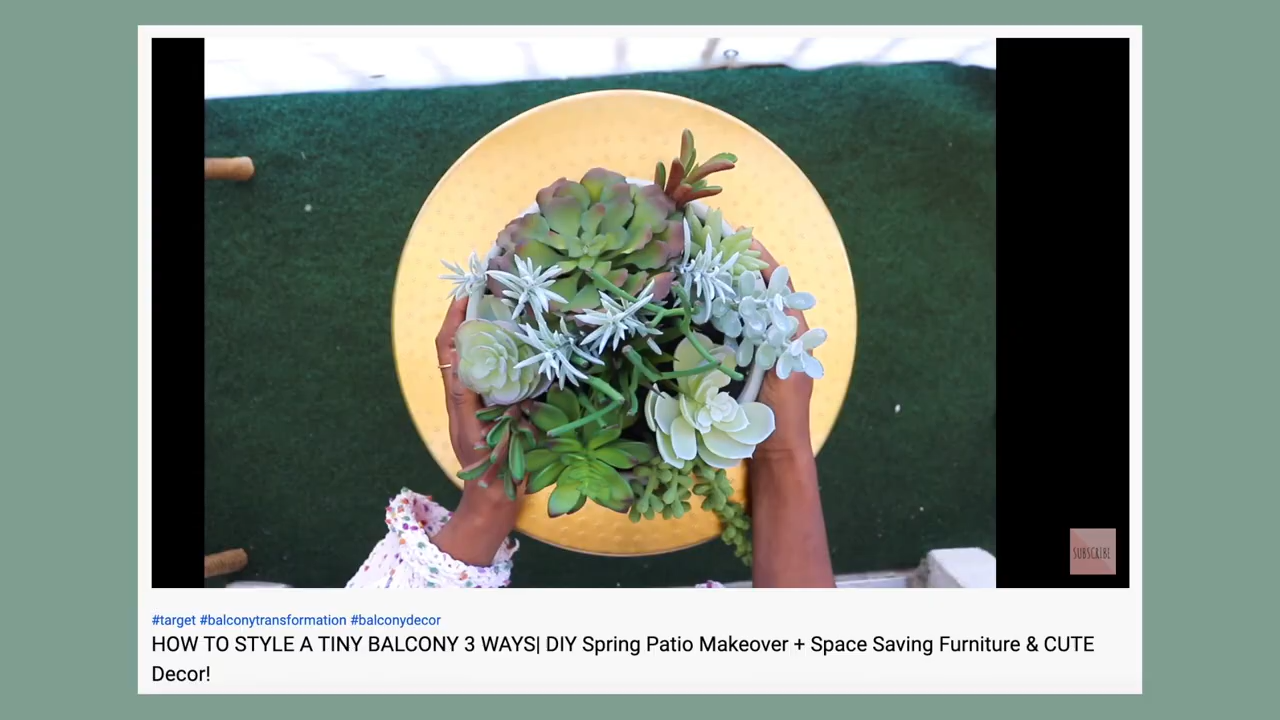 SUBSCRIBE
#target #balconytransformation #balconydecor
HOW TO STYLE A TINY BALCONY 3 WAYS| DIY Spring Patio Makeover + Space Saving Furniture & CUTE
Decor!